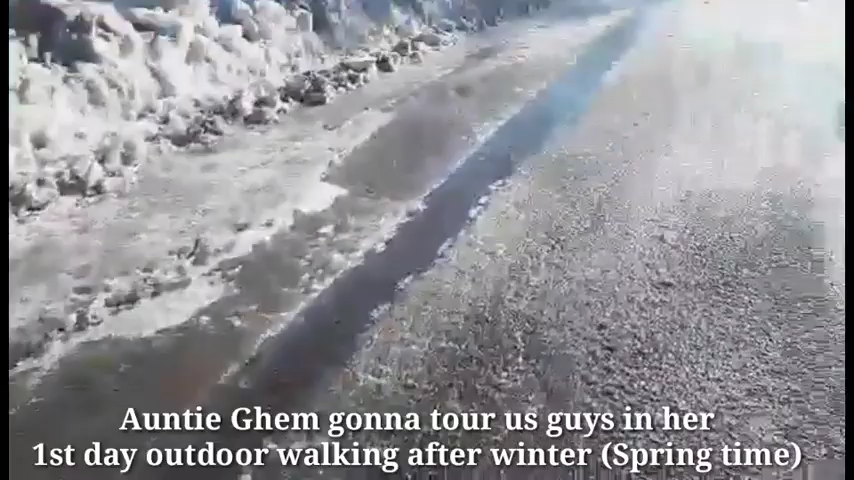 Auntie Ghem gonna tour us guys in her
1st day outdoor walking after winter (Spring time)